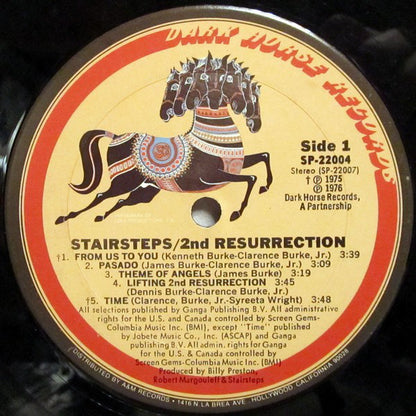 DARK HORSE RECORDS
Side 1
SP-22004
Stereo (SP-22007)
† ℗ 1975
℗ 1976
Dark Horse Records,
A Partnership
STAIRSTEPS/2nd RESURRECTION
†1. FROM US TO YOU (Kenneth Burke-Clarence Burke, Jr.) 3:39
2. PASADO (James Burke-Clarence Burke, Jr.) 3:09
3. THEME OF ANGELS (James Burke) 3:19
4. LIFTING 2nd RESURRECTION 3:45
(Dennis Burke-Clarence Burke, Jr.)
†5. TIME (Clarence, Burke, Jr-Syreeta Wright) 3:48
All selections published by Ganga Publishing B.V. All administrative
rights for the U.S. and Canada controlled by Screen Gems-
Columbia Music Inc. (BMI), except "Time" published
by Jobete Music Co., Inc. (ASCAP) and Ganga
Publishing B.V. All admin. rights for Ganga
for the U.S. & Canada controlled by
Screen Gems-Columbia Music Inc. (BMI)
Produced by Billy Preston,
Robert Margouleff & Stairsteps
DISTRIBUTED BY A&M RECORDS • 1416 N. LA BREA AVE. HOLLYWOOD CALIFORNIA 90028